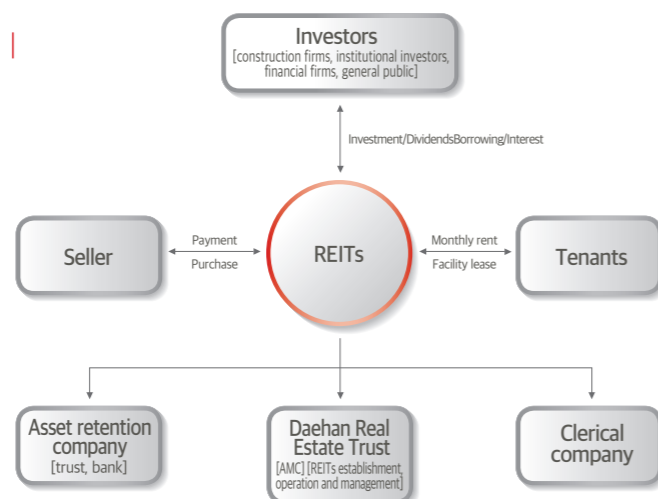 Investors
[construction firms, institutional investors,
financial firms, general public]
Investment/DividendsBorrowing/Interest
Seller
Payment
Purchase
REITs
Monthly rent
Facility lease
Tenants
Asset retention
company
[trust, bank]
Daehan Real
Estate Trust
[AMC] [REITs establishment,
operation and management]
Clerical
company